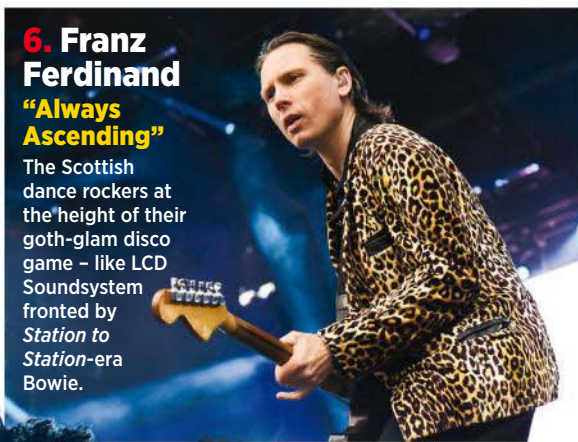 6. Franz
Ferdinand
“Always
Ascending”
The Scottish
dance rockers at
the height of their
goth-glam disco
game – like LCD
Soundsystem
fronted by
Station to
Station-era
Bowie.